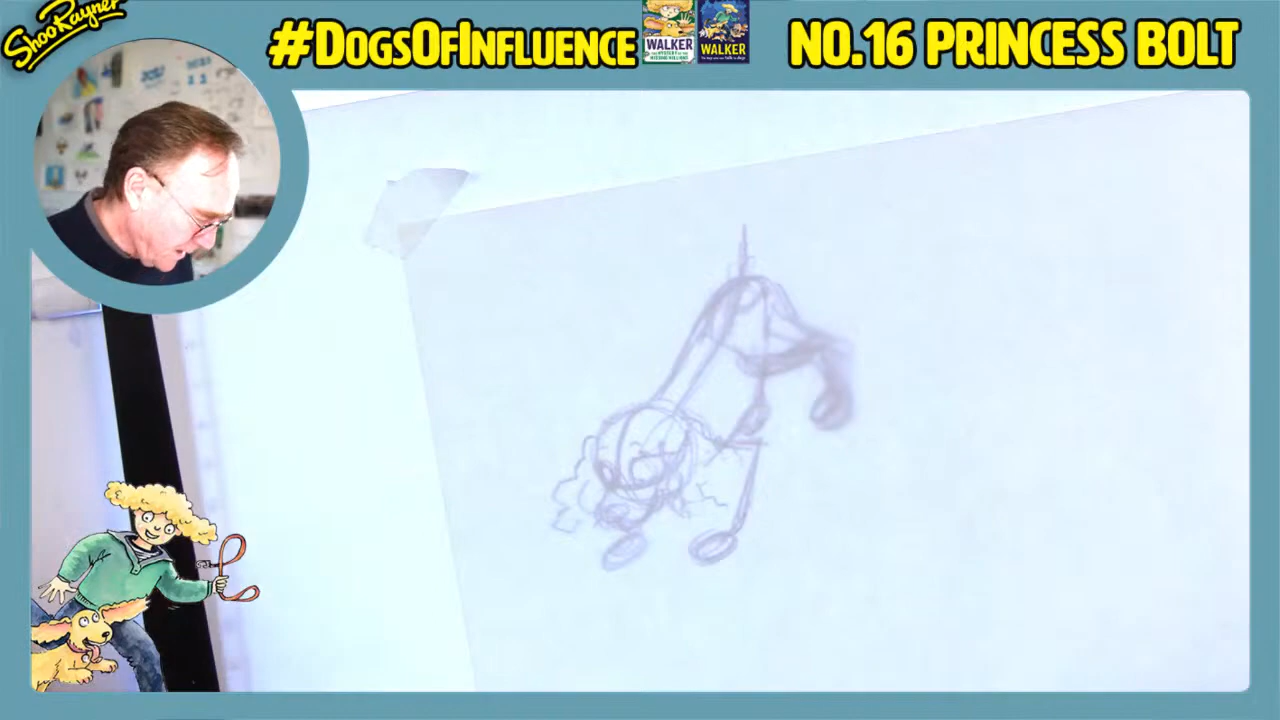 ShooRayner
#DOGSOFINFLUENCE
NO.16 PRINCESS BOLT
WALKER
WALKER